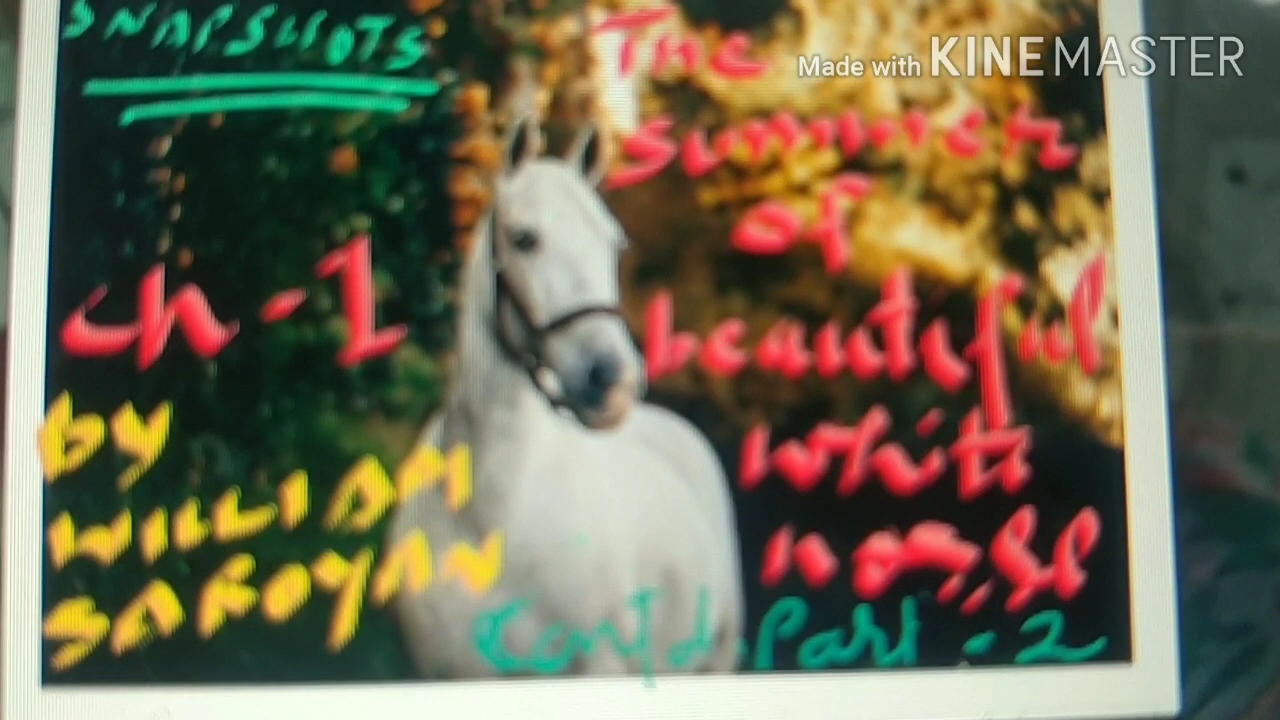 SNAPSHOTS
Made with KINEMASTER
The
summer
of
beautiful
white
horse
ch-1
by
WILLIAM
SAROYAN
Contd. Part-2